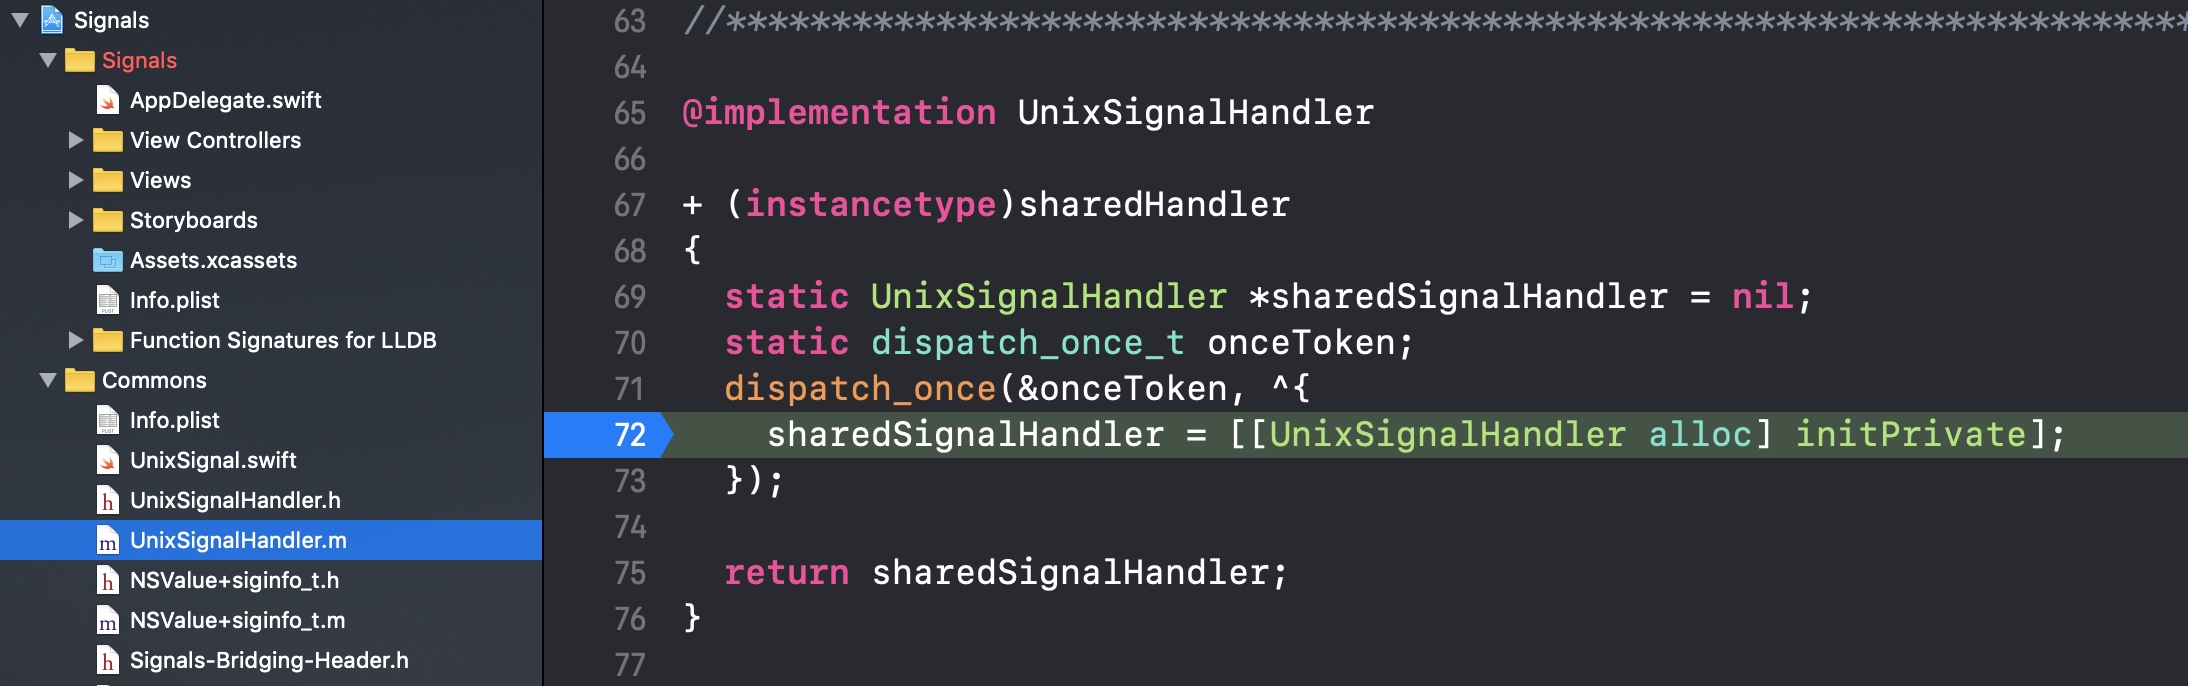 Signals
Signals
AppDelegate.swift
View Controllers
Views
Storyboards
Assets.xcassets
Info.plist
Function Signatures for LLDB
Commons
Info.plist
UnixSignal.swift
UnixSignalHandler.h
UnixSignalHandler.m
NSValue+siginfo_t.h
NSValue+siginfo_t.m
Signals-Bridging-Header.h
63 //**********************************************************************
64
65 @implementation UnixSignalHandler
66
67 + (instancetype)sharedHandler
68 {
69   static UnixSignalHandler *sharedSignalHandler = nil;
70   static dispatch_once_t onceToken;
71   dispatch_once(&onceToken, ^{
72     sharedSignalHandler = [[UnixSignalHandler alloc] initPrivate];
73   });
74
75   return sharedSignalHandler;
76 }
77